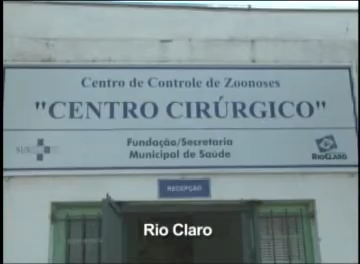 Centro de Controle de Zoonoses
"CENTRO CIRÚRGICO"
SUS
Fundação/Secretaria
Municipal de Saúde
RIO CLARO
RECEPÇÃO
Rio Claro